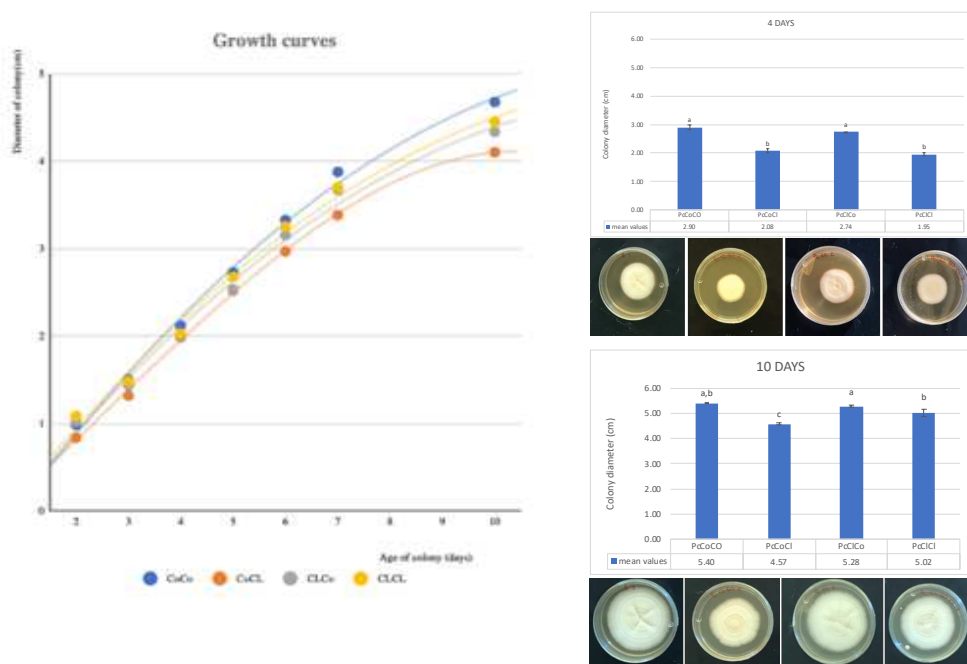 Growth curves
Diameter of colony(cm)
5
4
3
2
1
0
2 3 4 5 6 7 8 9 10
Age of colony (days)
CoCo CoCL CLCo CLCL
4 DAYS
Colony diameter (cm)
6.00
5.00
4.00
3.00
2.00
1.00
0.00
a b a b
PcCoCO PcCoCl PcClCo PcClCl
mean values 2.90 2.08 2.74 1.95
10 DAYS
Colony diameter (cm)
6.00
5.00
4.00
3.00
2.00
1.00
0.00
a,b c a b
PcCoCO PcCoCl PcClCo PcClCl
mean values 5.40 4.57 5.28 5.02